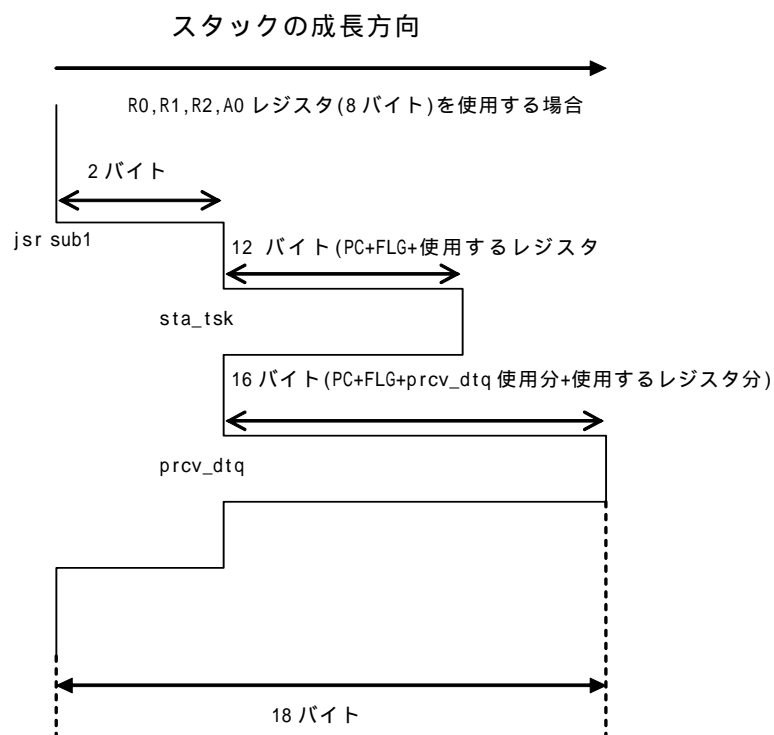 スタックの成長方向
R0,R1,R2,A0 レジスタ(8 バイト)を使用する場合
2 バイト
jsr sub1
12 バイト(PC+FLG+使用するレジスタ
sta_tsk
16 バイト(PC+FLG+prcv_dtq 使用分+使用するレジスタ分)
prcv_dtq
18 バイト